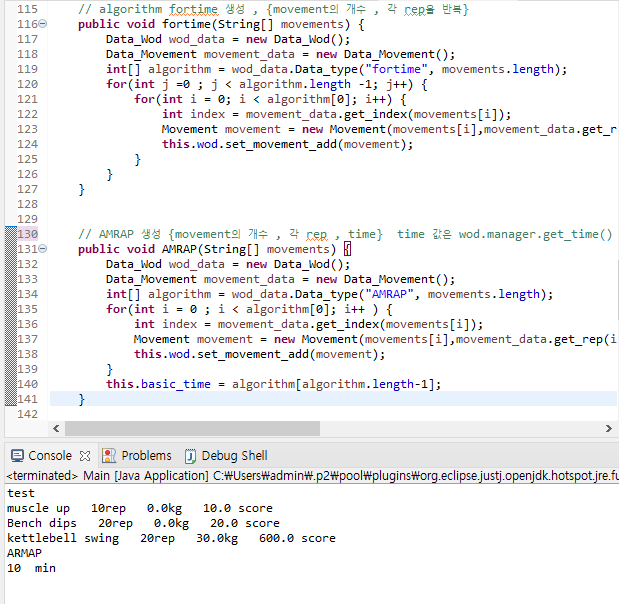 115 // algorithm fortime 생성 , {movement의 개수 , 각 rep을 반복}
116 public void fortime(String[] movements) {
117 Data_Wod wod_data = new Data_Wod();
118 Data_Movement movement_data = new Data_Movement();
119 int[] algorithm = wod_data.Data_type("fortime", movements.length);
120 for(int j =0 ; j < algorithm.length -1; j++) {
121 for(int i = 0; i < algorithm[0]; i++) {
122 int index = movement_data.get_index(movements[i]);
123 Movement movement = new Movement(movements[i],movement_data.get_r
124 this.wod.set_movement_add(movement);
125 }
126 }
127 }
128
129
130 // AMRAP 생성 {movement의 개수 , 각 rep , time} time 값은 wod.manager.get_time()
131 public void AMRAP(String[] movements) {
132 Data_Wod wod_data = new Data_Wod();
133 Data_Movement movement_data = new Data_Movement();
134 int[] algorithm = wod_data.Data_type("AMRAP", movements.length);
135 for(int i = 0 ; i < algorithm[0]; i++ ) {
136 int index = movement_data.get_index(movements[i]);
137 Movement movement = new Movement(movements[i],movement_data.get_rep(i
138 this.wod.set_movement_add(movement);
139 }
140 this.basic_time = algorithm[algorithm.length-1];
141 }
142
Console Problems Debug Shell
<terminated> Main [Java Application] C:₩Users₩admin₩.p2₩pool₩plugins₩org.eclipse.justj.openjdk.hotspot.jre.fu
test
muscle up 10rep 0.0kg 10.0 score
Bench dips 20rep 0.0kg 20.0 score
kettlebell swing 20rep 30.0kg 600.0 score
ARMAP
10 min